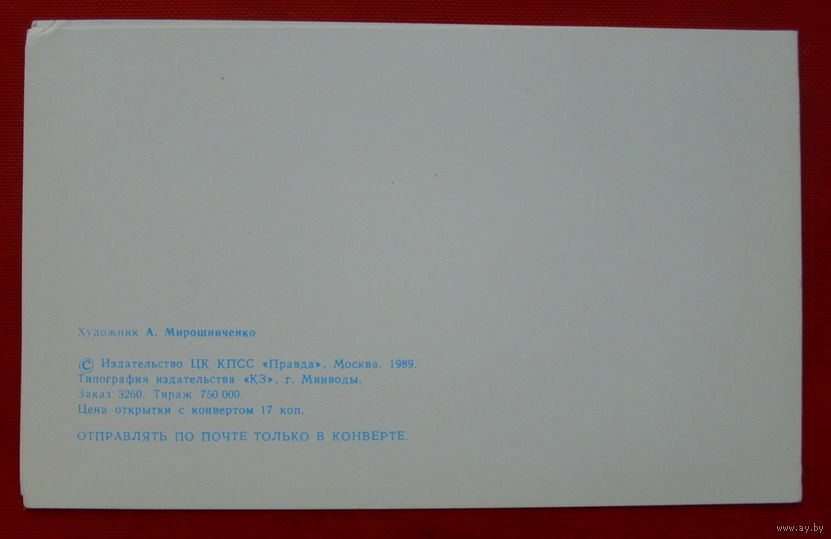 Художник А. Мирошниченко
© Издательство ЦК КПСС «Правда». Москва. 1989.
Типография издательства «КЗ», г. Минводы.
Заказ 3260. Тираж 750 000.
Цена открытки с конвертом 17 коп.
ОТПРАВЛЯТЬ ПО ПОЧТЕ ТОЛЬКО В КОНВЕРТЕ.
www.ay.by